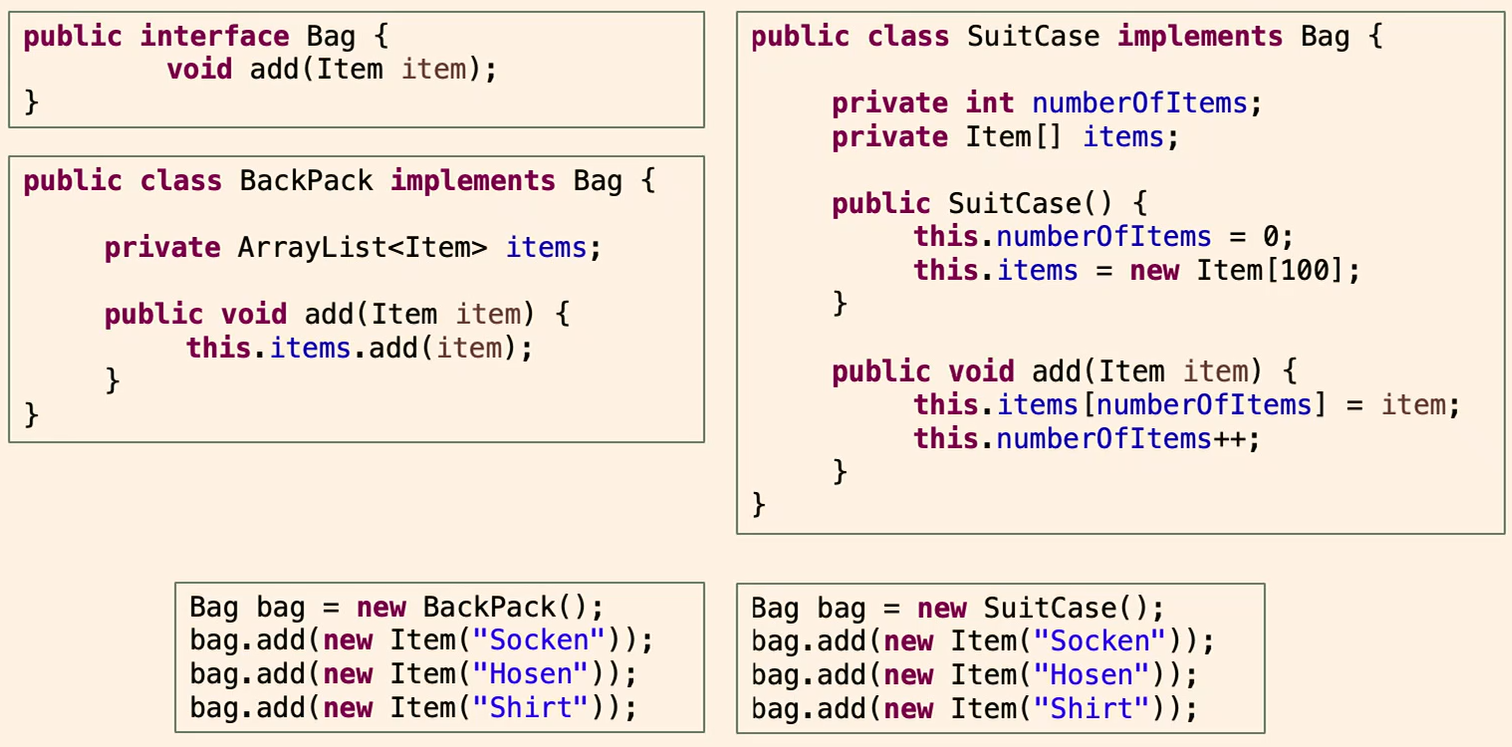 public interface Bag {
void add(Item item);
}
public class BackPack implements Bag {
private ArrayList<Item> items;
public void add(Item item) {
this.items.add(item);
}
}
public class SuitCase implements Bag {
private int numberOfItems;
private Item[] items;
public SuitCase() {
this.numberOfItems = 0;
this.items = new Item[100];
}
public void add(Item item) {
this.items[numberOfItems] = item;
this.numberOfItems++;
}
}
Bag bag = new BackPack();
bag.add(new Item("Socken"));
bag.add(new Item("Hosen"));
bag.add(new Item("Shirt"));
Bag bag = new SuitCase();
bag.add(new Item("Socken"));
bag.add(new Item("Hosen"));
bag.add(new Item("Shirt"));